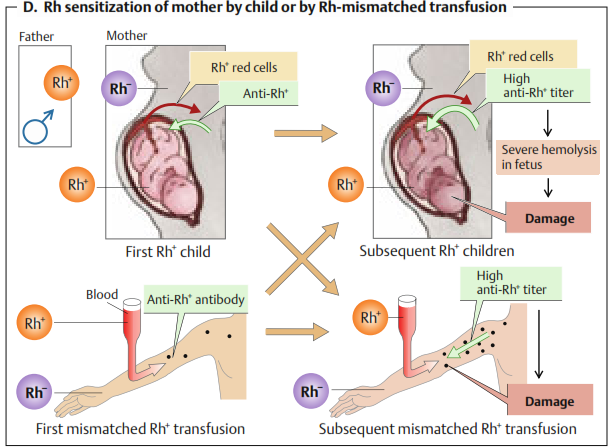 D. Rh sensitization of mother by child or by Rh-mismatched transfusion
Father
Mother
Rh⁺
Rh⁻
Rh⁺ red cells
Anti-Rh⁺
Rh⁺
First Rh⁺ child
Rh⁻
Rh⁺ red cells
High
anti-Rh⁺ titer
Severe hemolysis
in fetus
Rh⁺
Damage
Subsequent Rh⁺ children
Blood
Anti-Rh⁺ antibody
Rh⁺
Rh⁻
First mismatched Rh⁺ transfusion
High
anti-Rh⁺ titer
Rh⁺
Rh⁻
Damage
Subsequent mismatched Rh⁺ transfusion